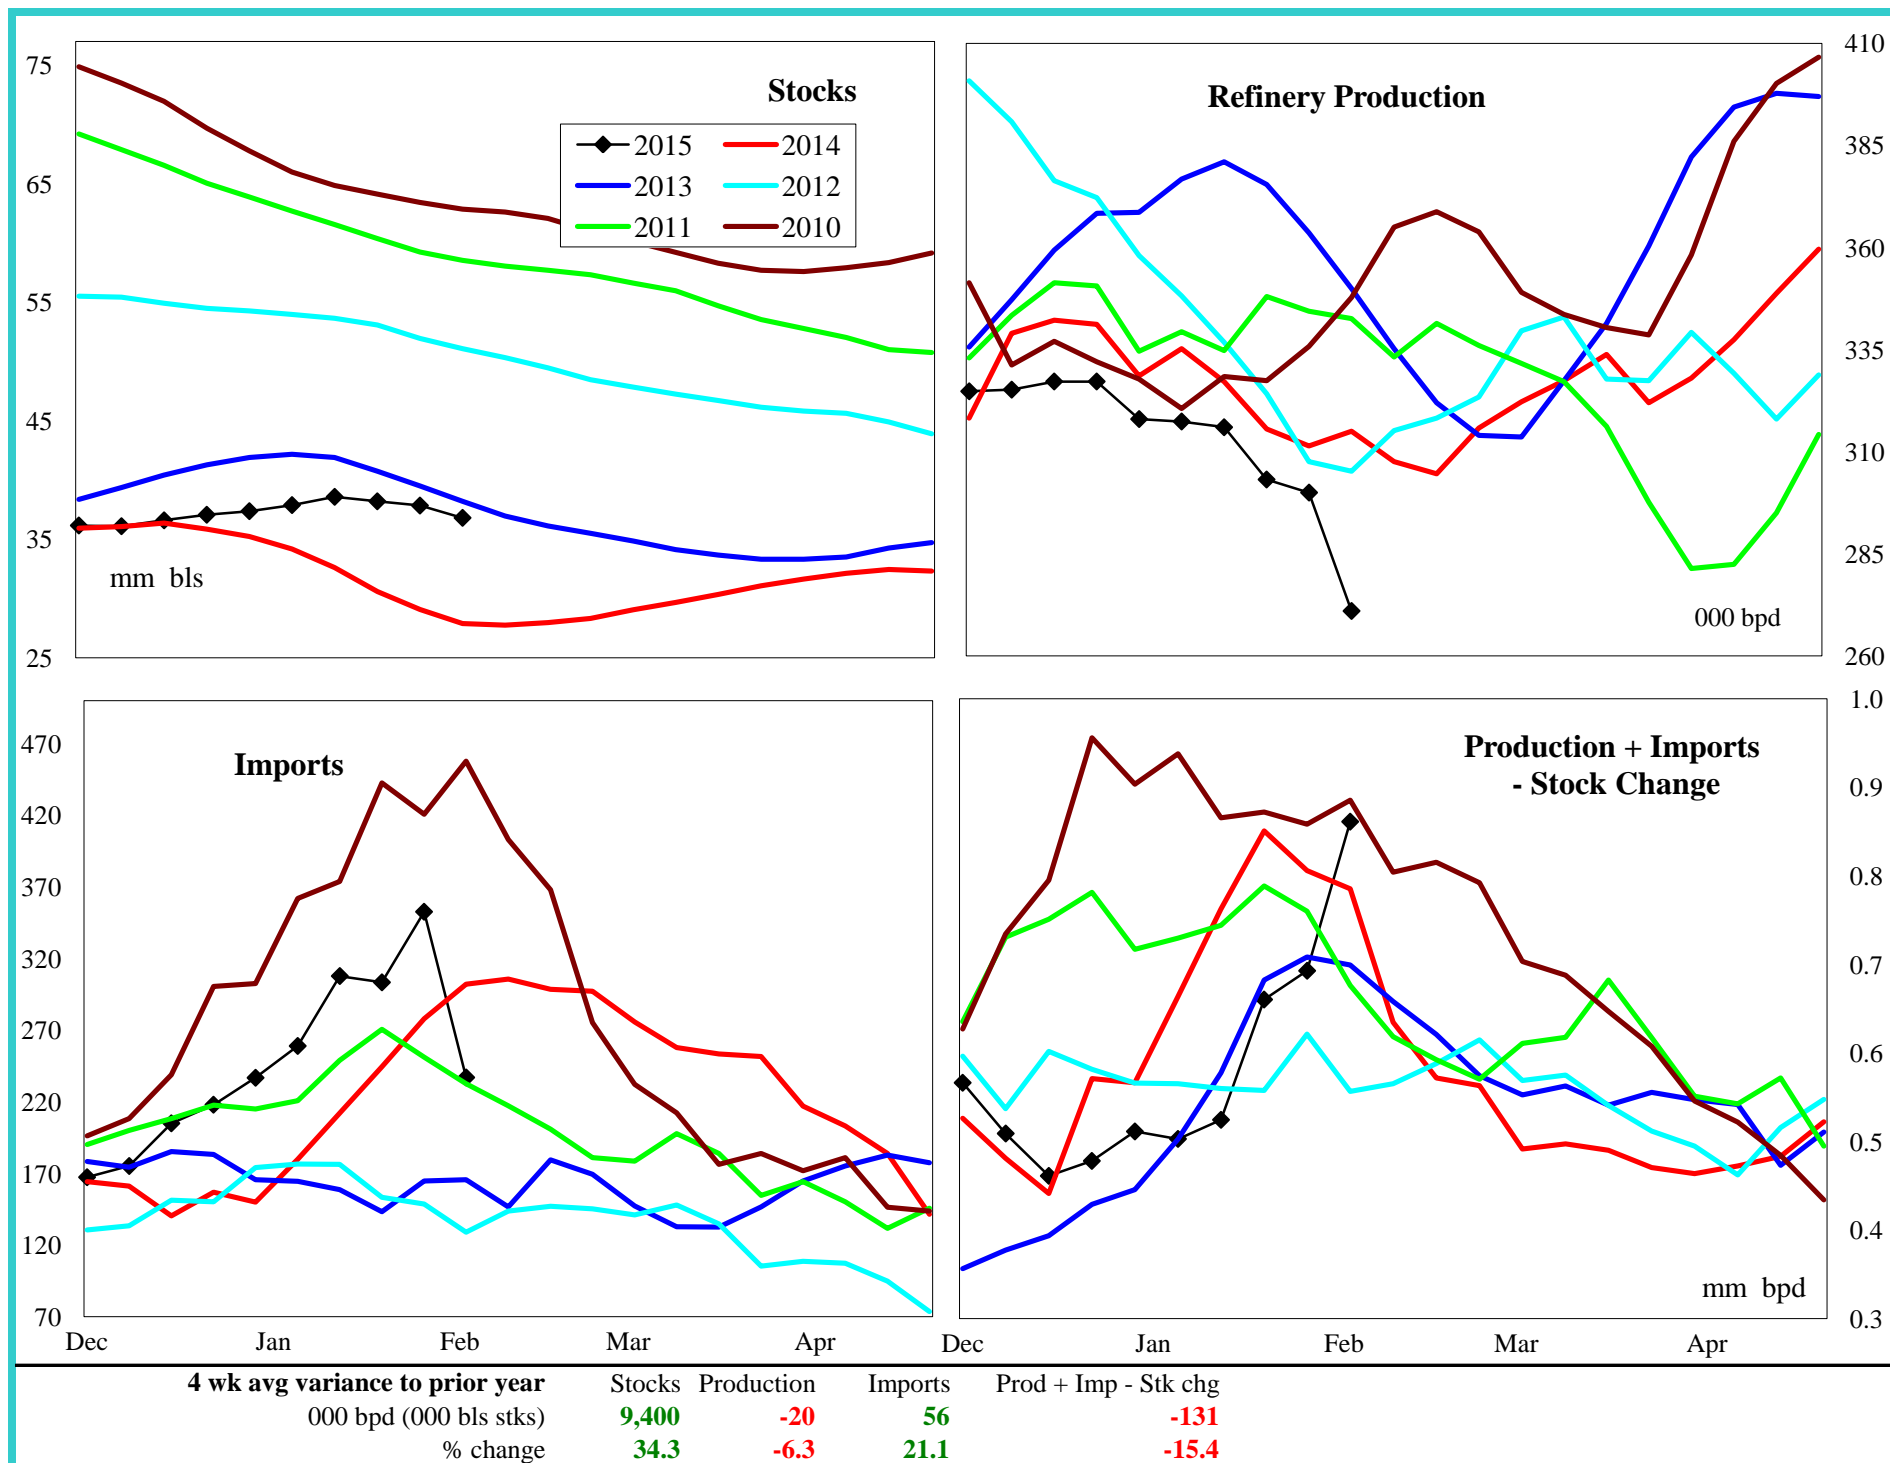 Stocks
75
65
55
45
35
25
2015 2014
2013 2012
2011 2010
mm bls
Refinery Production
410
385
360
335
310
285
260
000 bpd
Imports
470
420
370
320
270
220
170
120
70
Dec Jan Feb Mar Apr
Production + Imports
- Stock Change
1.0
0.9
0.8
0.7
0.6
0.5
0.4
0.3
mm bpd
Dec Jan Feb Mar Apr
4 wk avg variance to prior year Stocks Production Imports Prod + Imp - Stk chg
000 bpd (000 bls stks) 9,400 -20 56 -131
% change 34.3 -6.3 21.1 -15.4